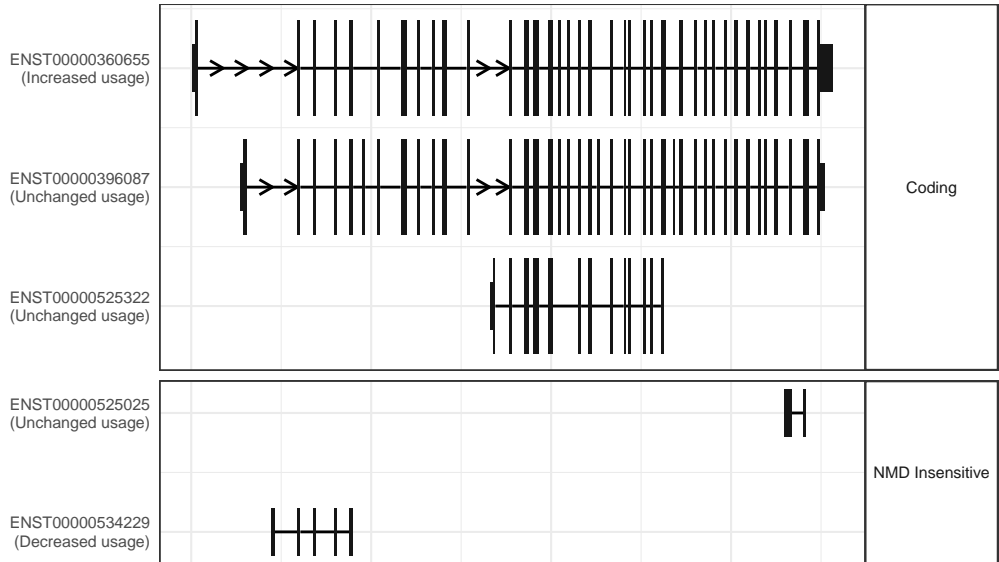 ENST00000360655
(Increased usage)
ENST00000396087
(Unchanged usage)
Coding
ENST00000525322
(Unchanged usage)
ENST00000525025
(Unchanged usage)
NMD Insensitive
ENST00000534229
(Decreased usage)